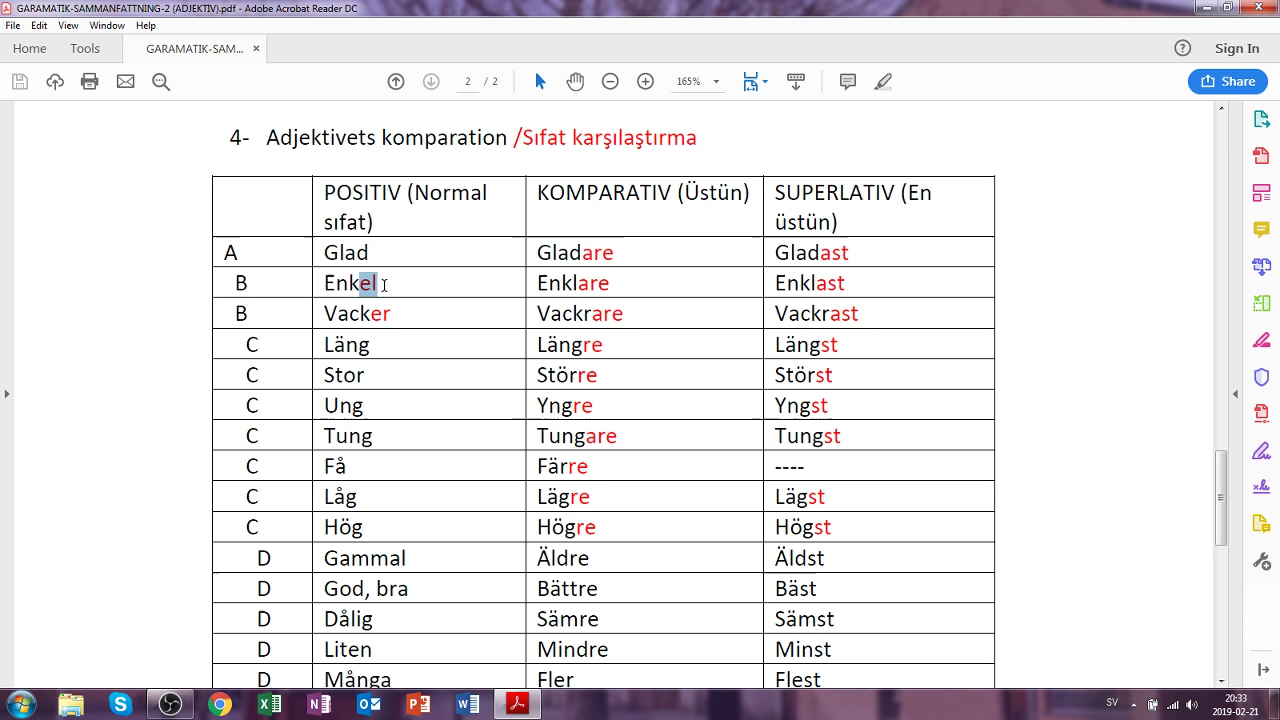 GARAMATIK-SAMMANFATTNING-2 (ADJEKTIV).pdf - Adobe Acrobat Reader DC
File Edit View Window Help
Home Tools GARAMATIK-SAM... × Sign In
2 / 2 165% Share
4- Adjektivets komparation /Sıfat karşılaştırma
POSITIV (Normal sıfat) KOMPARATIV (Üstün) SUPERLATIV (En üstün)
A Glad Gladare Gladast
B Enkel Enklare Enklast
B Vacker Vackrare Vackrast
C Läng Längre Längst
C Stor Större Störst
C Ung Yngre Yngst
C Tung Tungare Tungst
C Få Färre ----
C Låg Lägre Lägst
C Hög Högre Högst
D Gammal Äldre Äldst
D God, bra Bättre Bäst
D Dålig Sämre Sämst
D Liten Mindre Minst
D Många Fler Flest
SV 20:33
2019-02-21